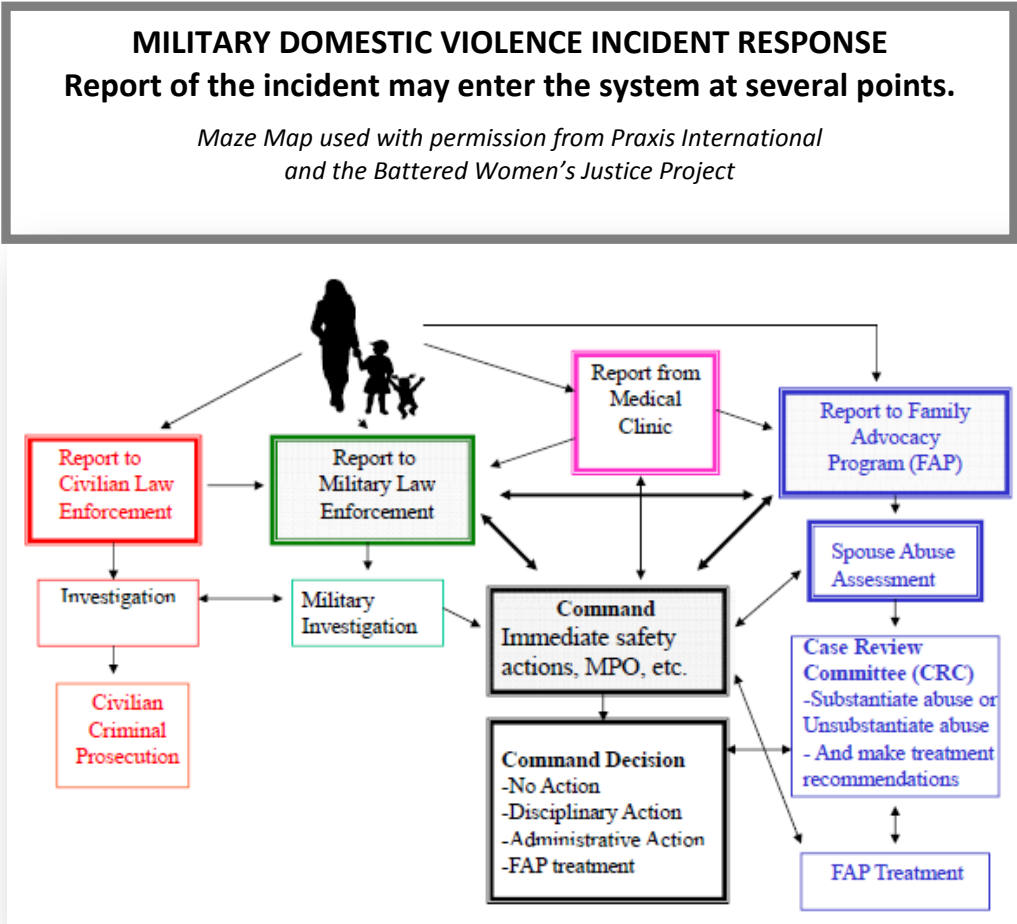 MILITARY DOMESTIC VIOLENCE INCIDENT RESPONSE
Report of the incident may enter the system at several points.
Maze Map used with permission from Praxis International
and the Battered Women's Justice Project
Report from
Medical
Clinic
Report to Family
Advocacy
Program (FAP)
Report to
Civilian Law
Enforcement
Report to
Military Law
Enforcement
Spouse Abuse
Assessment
Investigation
Military
Investigation
Command
Immediate safety
actions, MPO, etc.
Case Review
Committee (CRC)
-Substantiate abuse or
Unsubstantiate abuse
- And make treatment
recommendations
Civilian
Criminal
Prosecution
Command Decision
-No Action
-Disciplinary Action
-Administrative Action
-FAP treatment
FAP Treatment